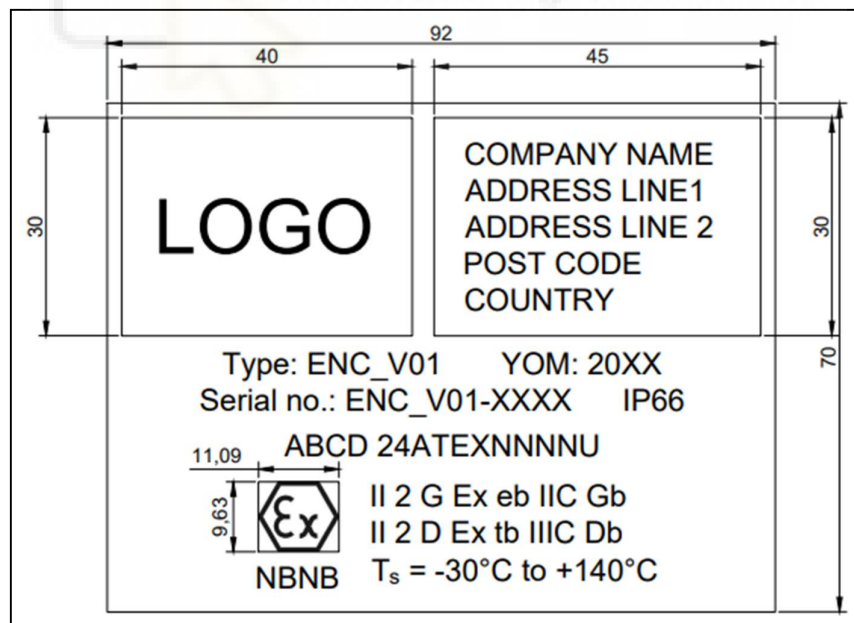 92
40 45
30
LOGO
COMPANY NAME
ADDRESS LINE1
ADDRESS LINE 2
POST CODE
COUNTRY
30
70
Type: ENC_V01 YOM: 20XX
Serial no.: ENC_V01-XXXX IP66
ABCD 24ATEXNNNNU
11,09
9,63
Ex
NBNB
II 2 G Ex eb IIC Gb
II 2 D Ex tb IIIC Db
Ts = -30°C to +140°C